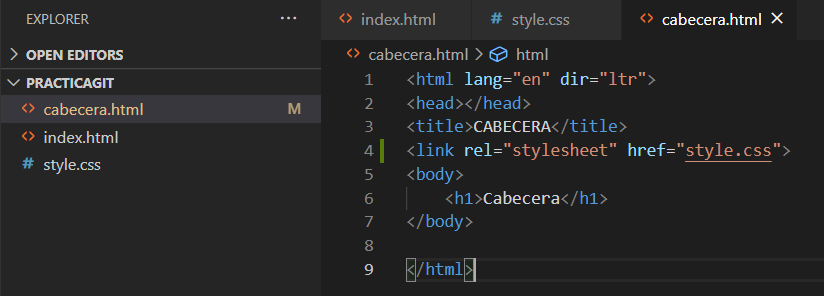 EXPLORER ...
OPEN EDITORS
PRACTICAGIT
cabecera.html M
index.html
# style.css
index.html # style.css cabecera.html
cabecera.html > html
1 <html lang="en" dir="ltr">
2 <head></head>
3 <title>CABECERA</title>
4 <link rel="stylesheet" href="style.css">
5 <body>
6 <h1>Cabecera</h1>
7 </body>
8
9 </html>